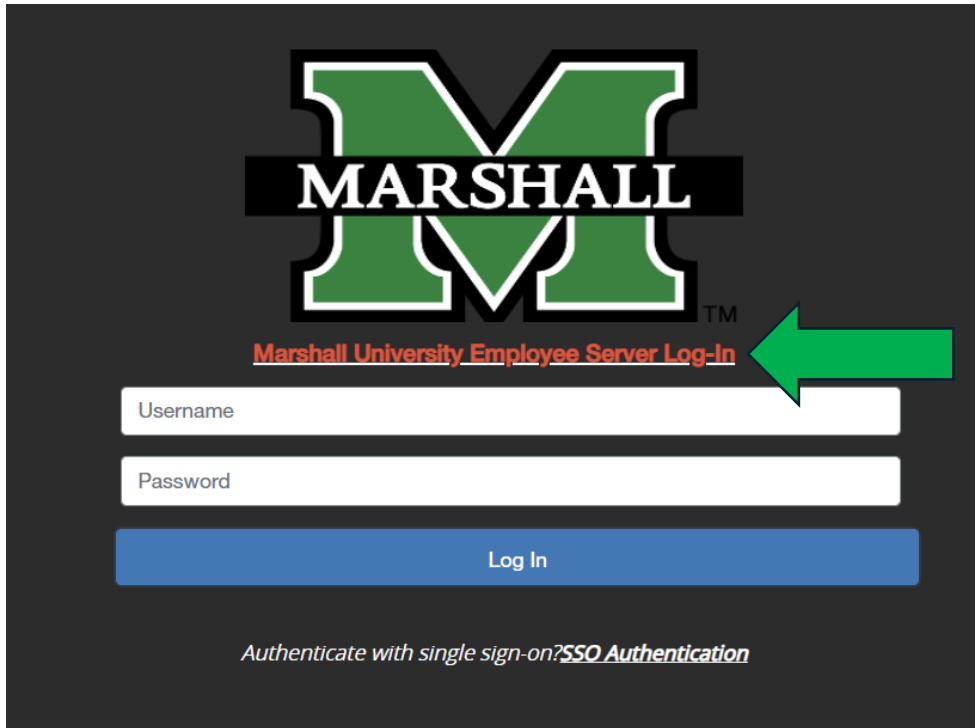 MARSHALL
TM
Marshall University Employee Server Log-In
Username
Password
Log In
Authenticate with single sign-on?SSO Authentication